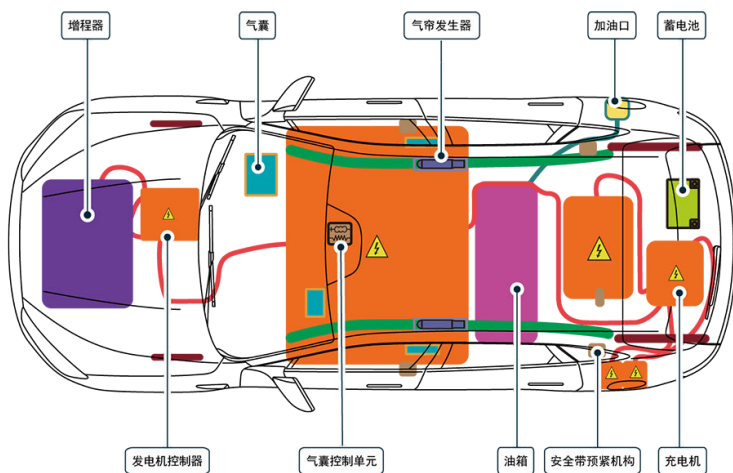 增程器
气囊
气帘发生器
加油口
蓄电池
发电机控制器
气囊控制单元
油箱
安全带预紧机构
充电机